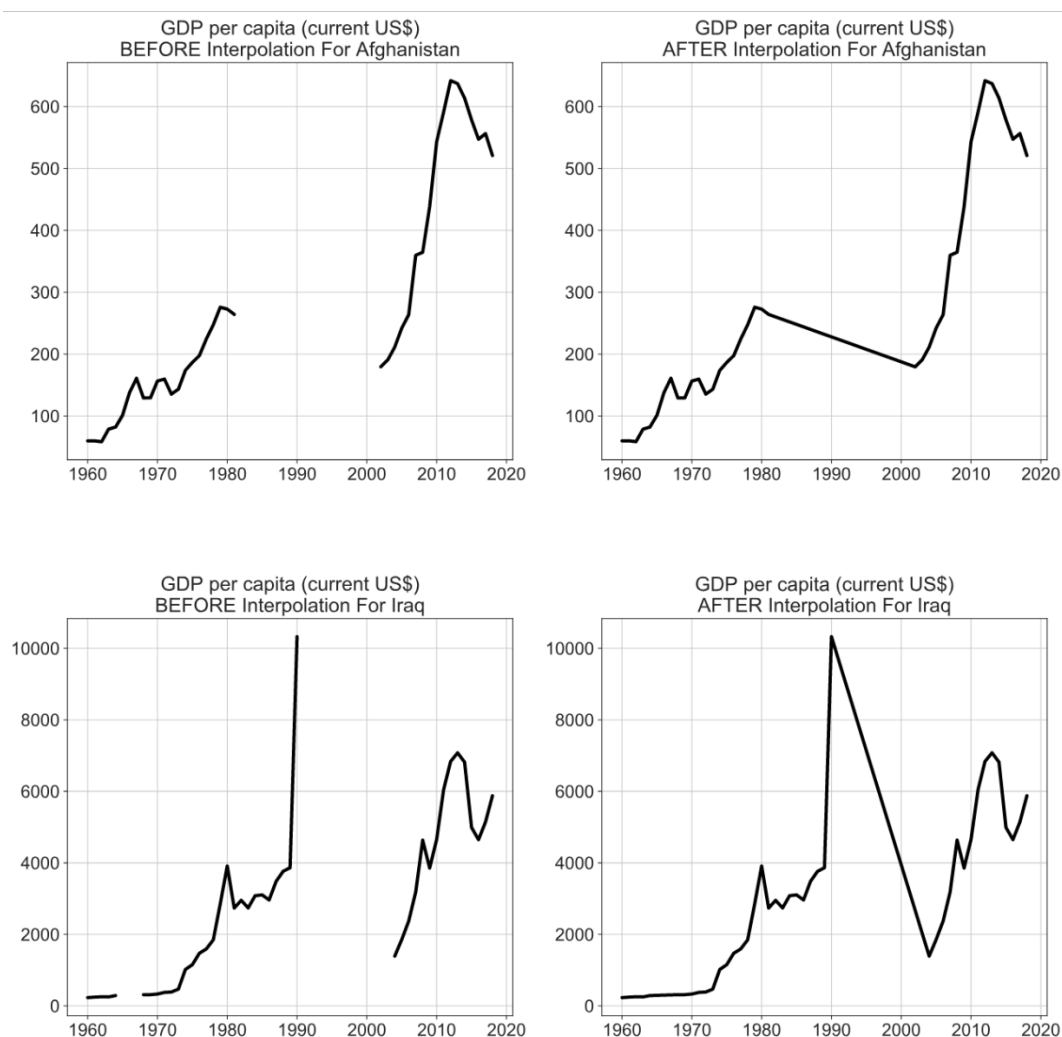 GDP per capita (current US$)
BEFORE Interpolation For Afghanistan
600
500
400
300
200
100
1960 1970 1980 1990 2000 2010 2020
GDP per capita (current US$)
AFTER Interpolation For Afghanistan
600
500
400
300
200
100
1960 1970 1980 1990 2000 2010 2020
GDP per capita (current US$)
BEFORE Interpolation For Iraq
10000
8000
6000
4000
2000
0
1960 1970 1980 1990 2000 2010 2020
GDP per capita (current US$)
AFTER Interpolation For Iraq
10000
8000
6000
4000
2000
0
1960 1970 1980 1990 2000 2010 2020